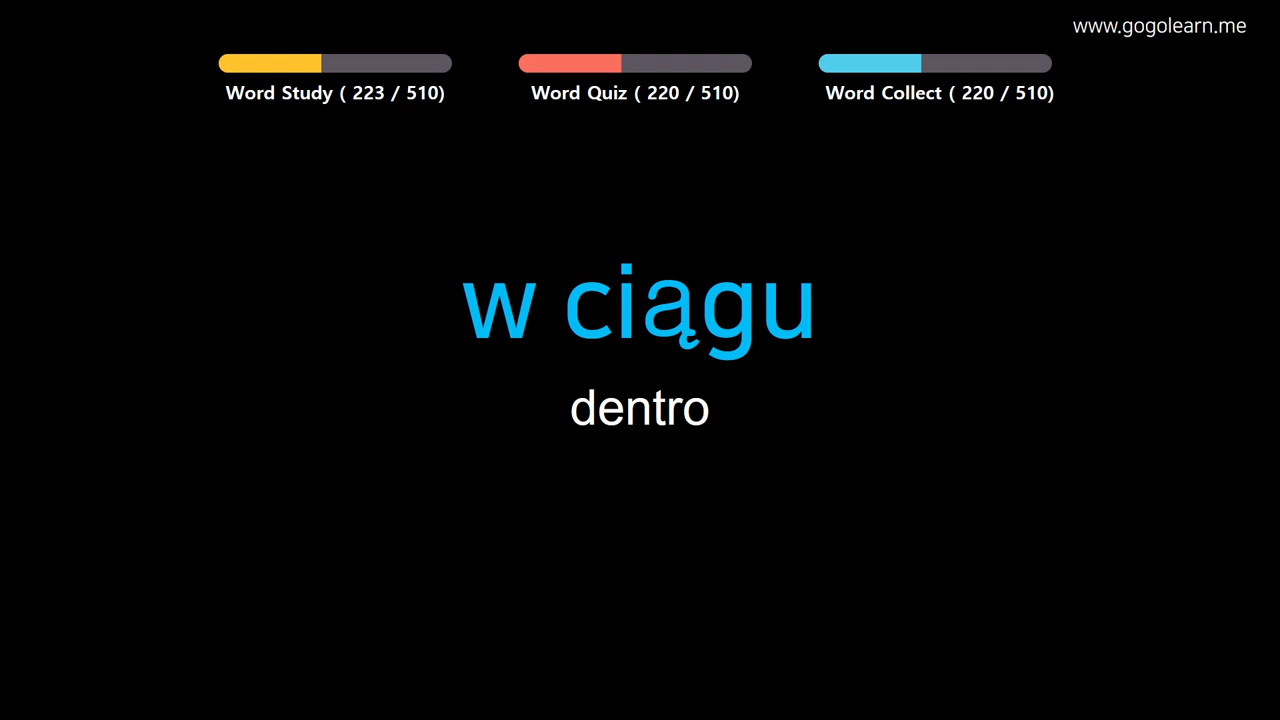 www.gogolearn.me
Word Study ( 223 / 510)
Word Quiz ( 220 / 510)
Word Collect ( 220 / 510)
w ciągu
dentro